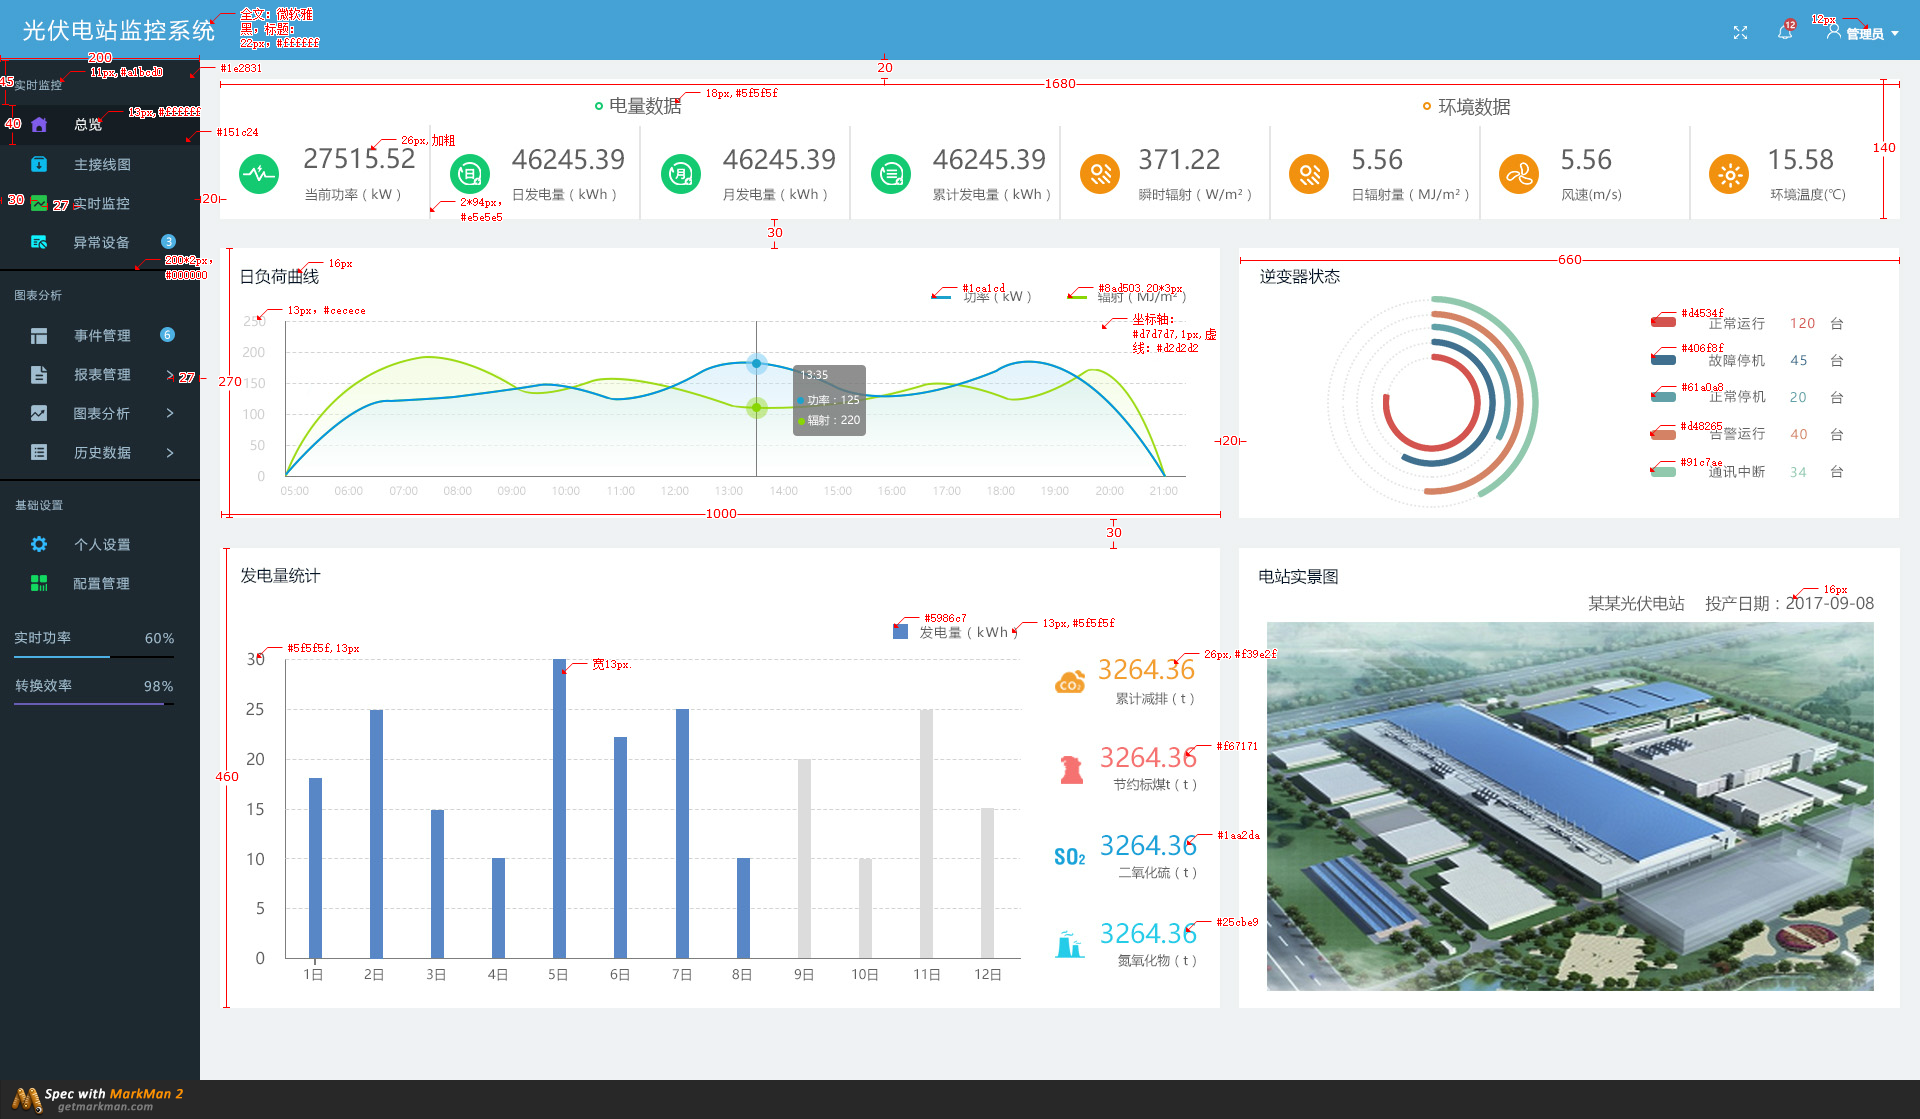 光伏电站监控系统
全文：微软雅
黑，标题：
22px，#ffffff
12
12px
管理员
200
45
实时监控
11px,#a1bcd0
#1e2831
40
总览
13px,#ffffff
#151c24
主接线图
30
27
实时监控
20
异常设备
3
200*2px，
#000000
图表分析
事件管理
6
报表管理
27
图表分析
历史数据
基础设置
个人设置
配置管理
实时功率 60%
转换效率 98%
20
1680
电量数据
18px,#5f5f5f
环境数据
140
27515.52
26px,加粗
当前功率（kW）
日
46245.39
日发电量（kWh）
2*94px，
#e5e5e5
月
46245.39
月发电量（kWh）
46245.39
累计发电量（kWh）
371.22
瞬时辐射（W/m²）
5.56
日辐射量（MJ/m²）
5.56
风速(m/s)
15.58
环境温度(℃)
30
日负荷曲线
16px
#1ca1cd
功率（kW）
#8ad503.20*3px
辐射（MJ/m²）
13px，#cecece
坐标轴：
#d7d7d7,1px,虚
线：#d2d2d2
270
250
200
150
100
50
0
13:35
功率：125
辐射：220
05:00 06:00 07:00 08:00 09:00 10:00 11:00 12:00 13:00 14:00 15:00 16:00 17:00 18:00 19:00 20:00 21:00
1000
20
660
逆变器状态
#d4534f
正常运行 120 台
#406f8f
故障停机 45 台
#61a0a8
正常停机 20 台
#d48265
告警运行 40 台
#91c7ae
通讯中断 34 台
30
发电量统计
460
#5986c7
发电量（kWh）
13px,#5f5f5f
#5f5f5f,13px
宽13px.
30
25
20
15
10
5
0
1日 2日 3日 4日 5日 6日 7日 8日 9日 10日 11日 12日
CO2
3264.36
26px,#f39e2f
累计减排（t）
3264.36
#f67171
节约标煤t（t）
SO₂
3264.36
#1aa2da
二氧化硫（t）
3264.36
#25cbe9
氮氧化物（t）
电站实景图
16px
某某光伏电站 投产日期：2017-09-08
Spec with MarkMan 2
getmarkman.com